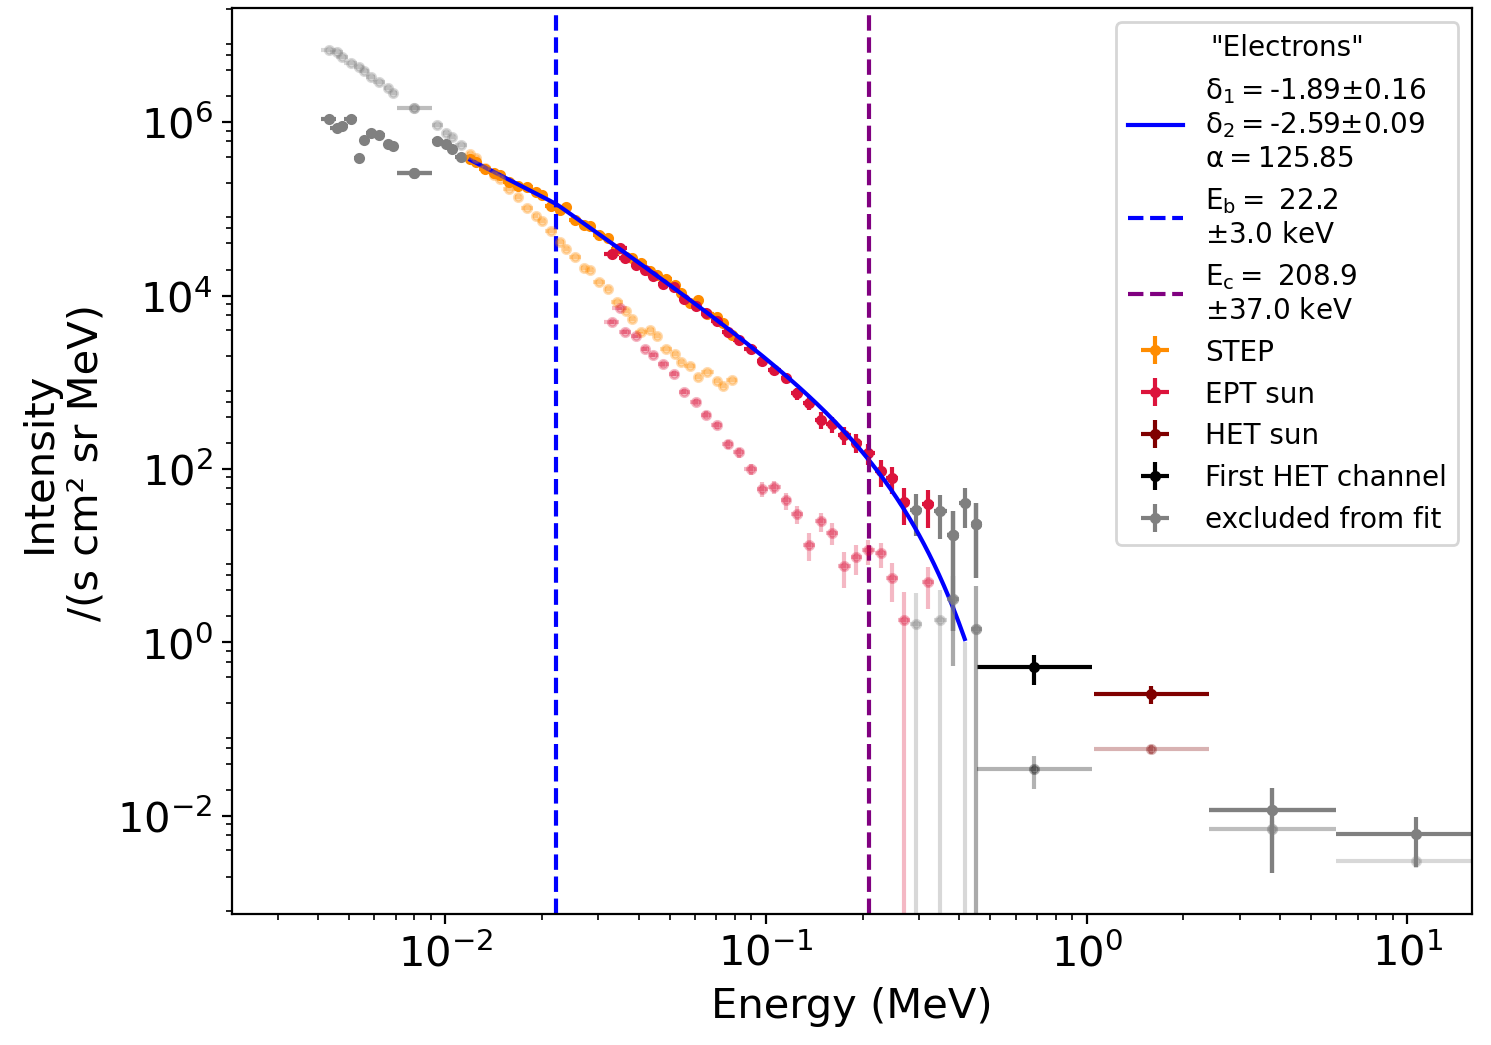 10⁶
10⁴
10²
10⁰
10⁻²
Intensity
/(s cm² sr MeV)
10⁻²
10⁻¹
10⁰
10¹
Energy (MeV)
"Electrons"
δ₁ = -1.89±0.16
δ₂ = -2.59±0.09
α = 125.85
E_b = 22.2
±3.0 keV
E_c = 208.9
±37.0 keV
STEP
EPT sun
HET sun
First HET channel
excluded from fit